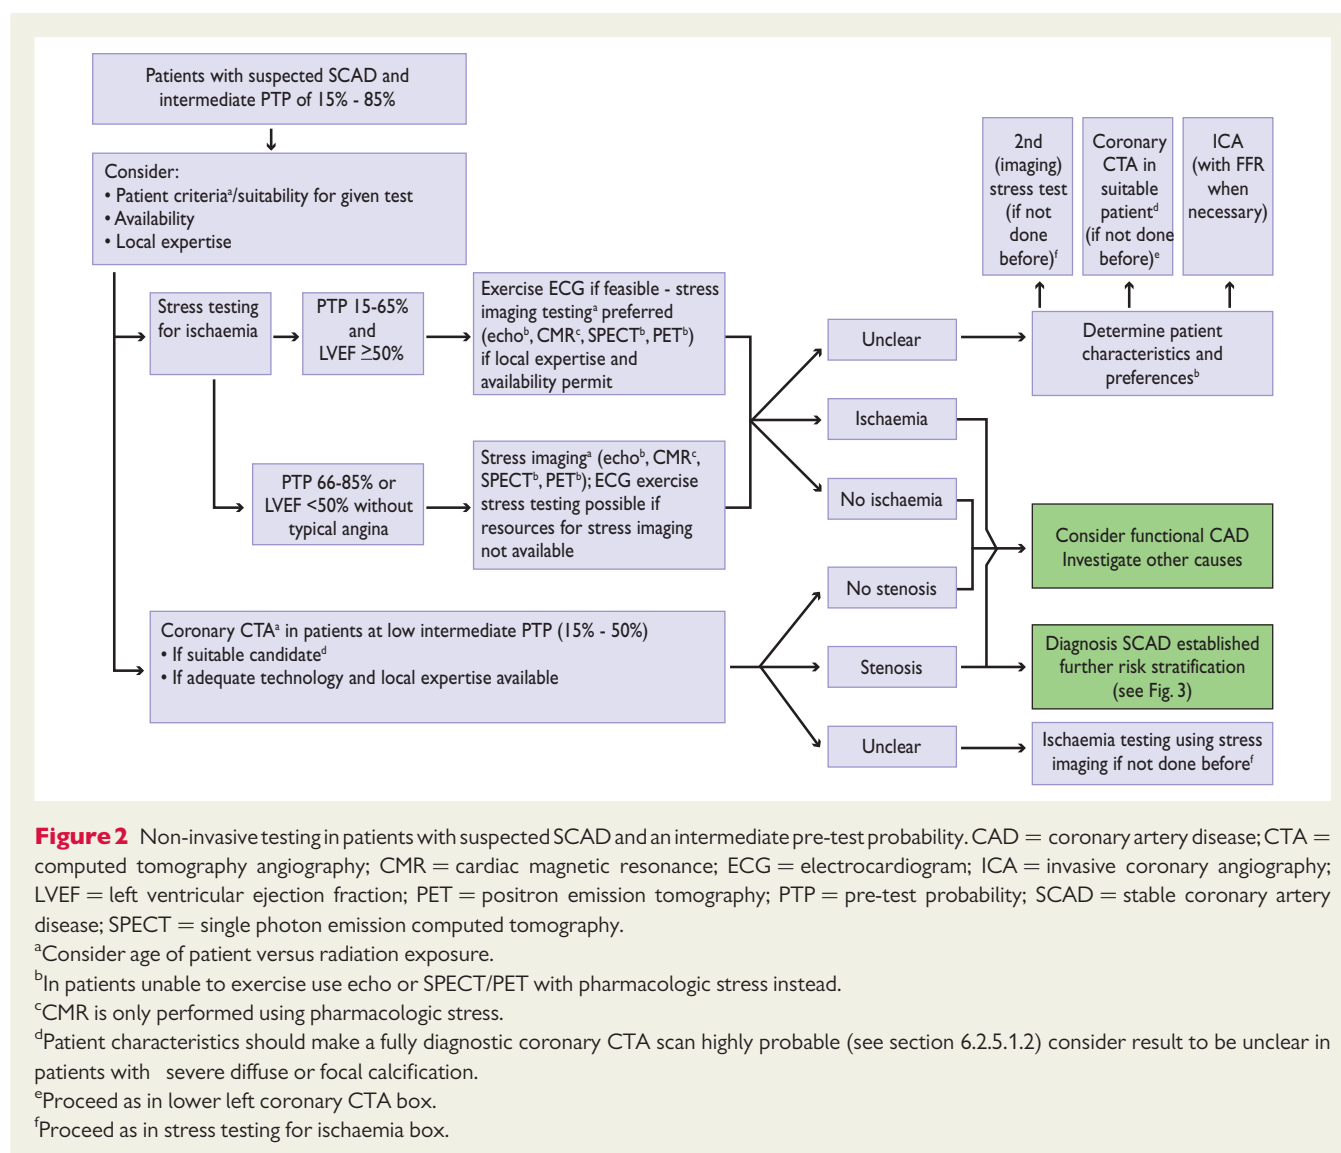 Patients with suspected SCAD and
intermediate PTP of 15% - 85%
Consider:
• Patient criteriaᵃ/suitability for given test
• Availability
• Local expertise
Stress testing
for ischaemia
PTP 15-65%
and
LVEF ≥50%
Exercise ECG if feasible - stress
imaging testingᵃ preferred
(echoᵇ, CMRᶜ, SPECTᵇ, PETᵇ)
if local expertise and
availability permit
PTP 66-85% or
LVEF <50% without
typical angina
Stress imagingᵃ (echoᵇ, CMRᶜ,
SPECTᵇ, PETᵇ); ECG exercise
stress testing possible if
resources for stress imaging
not available
Coronary CTAᵃ in patients at low intermediate PTP (15% - 50%)
• If suitable candidateᵈ
• If adequate technology and local expertise available
Unclear
Ischaemia
No ischaemia
No stenosis
Stenosis
Unclear
2nd
(imaging)
stress test
(if not
done
before)ᶠ
Coronary
CTA in
suitable
patientᵈ
(if not done
before)ᵉ
ICA
(with FFR
when
necessary)
Determine patient
characteristics and
preferencesᵇ
Consider functional CAD
Investigate other causes
Diagnosis SCAD established
further risk stratification
(see Fig. 3)
Ischaemia testing using stress
imaging if not done beforeᶠ
Figure 2 Non-invasive testing in patients with suspected SCAD and an intermediate pre-test probability. CAD = coronary artery disease; CTA =
computed tomography angiography; CMR = cardiac magnetic resonance; ECG = electrocardiogram; ICA = invasive coronary angiography;
LVEF = left ventricular ejection fraction; PET = positron emission tomography; PTP = pre-test probability; SCAD = stable coronary artery
disease; SPECT = single photon emission computed tomography.
ᵃConsider age of patient versus radiation exposure.
ᵇIn patients unable to exercise use echo or SPECT/PET with pharmacologic stress instead.
ᶜCMR is only performed using pharmacologic stress.
ᵈPatient characteristics should make a fully diagnostic coronary CTA scan highly probable (see section 6.2.5.1.2) consider result to be unclear in
patients with severe diffuse or focal calcification.
ᵉProceed as in lower left coronary CTA box.
ᶠProceed as in stress testing for ischaemia box.